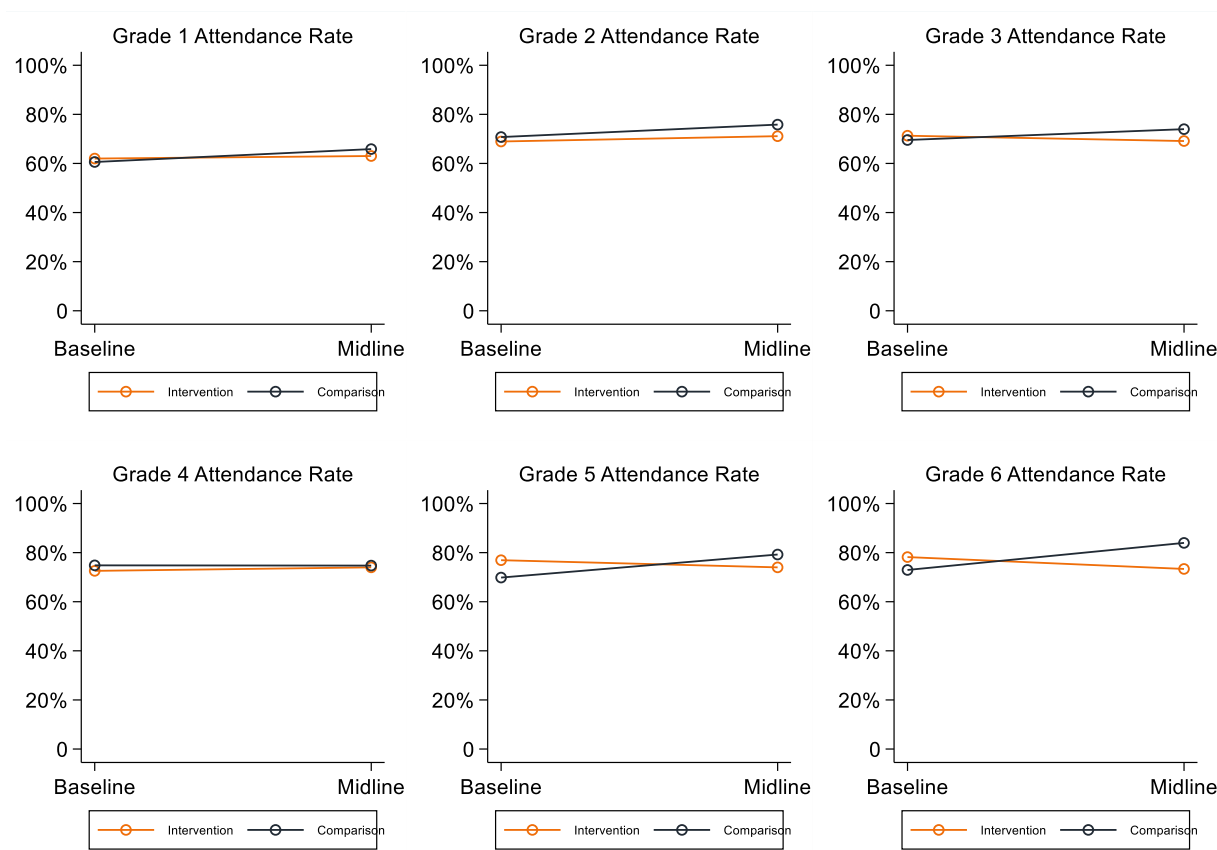 Grade 1 Attendance Rate
100%
80%
60%
40%
20%
0
Baseline Midline
Intervention Comparison
Grade 2 Attendance Rate
100%
80%
60%
40%
20%
0
Baseline Midline
Intervention Comparison
Grade 3 Attendance Rate
100%
80%
60%
40%
20%
0
Baseline Midline
Intervention Comparison
Grade 4 Attendance Rate
100%
80%
60%
40%
20%
0
Baseline Midline
Intervention Comparison
Grade 5 Attendance Rate
100%
80%
60%
40%
20%
0
Baseline Midline
Intervention Comparison
Grade 6 Attendance Rate
100%
80%
60%
40%
20%
0
Baseline Midline
Intervention Comparison